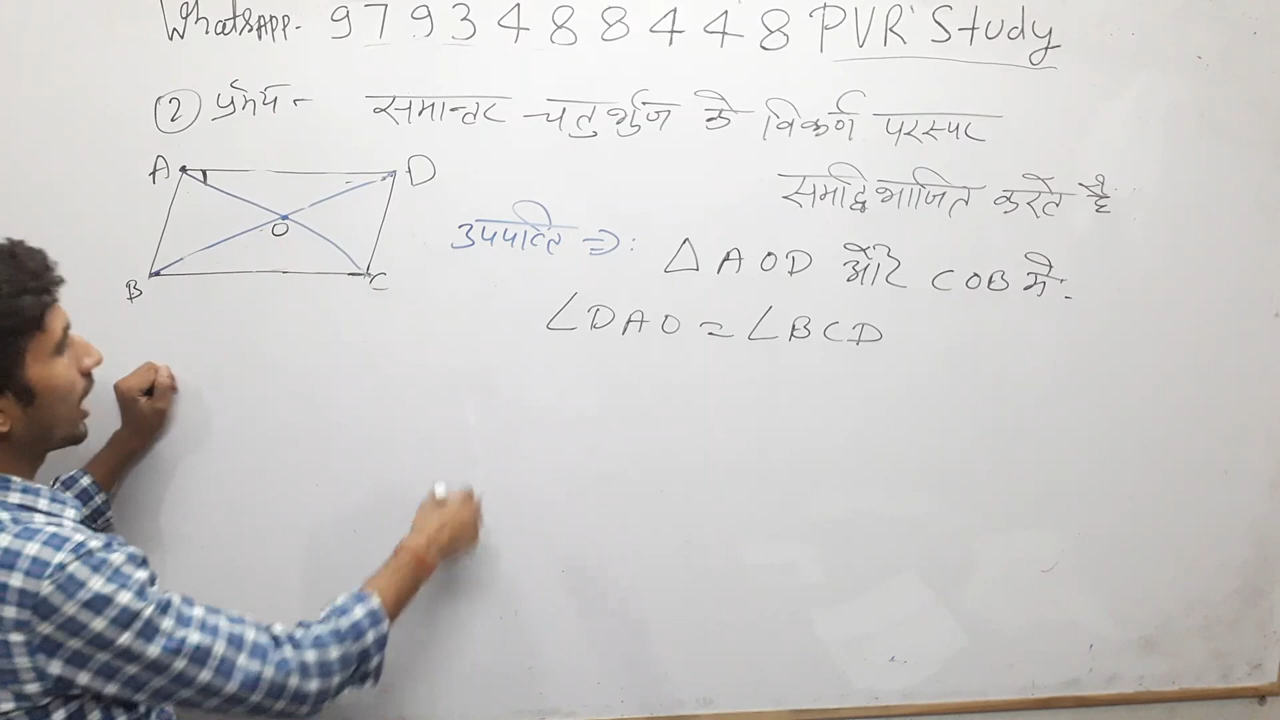 WhatsAPP- 9793488448 PVR Study
② प्रमेय - समान्तर चतुर्भुज के विकर्ण परस्पर
समद्विभाजित करते है
A D
O
B C
उपपत्ति ⇒: △AOD और COB में.
∠DAO = ∠BCD